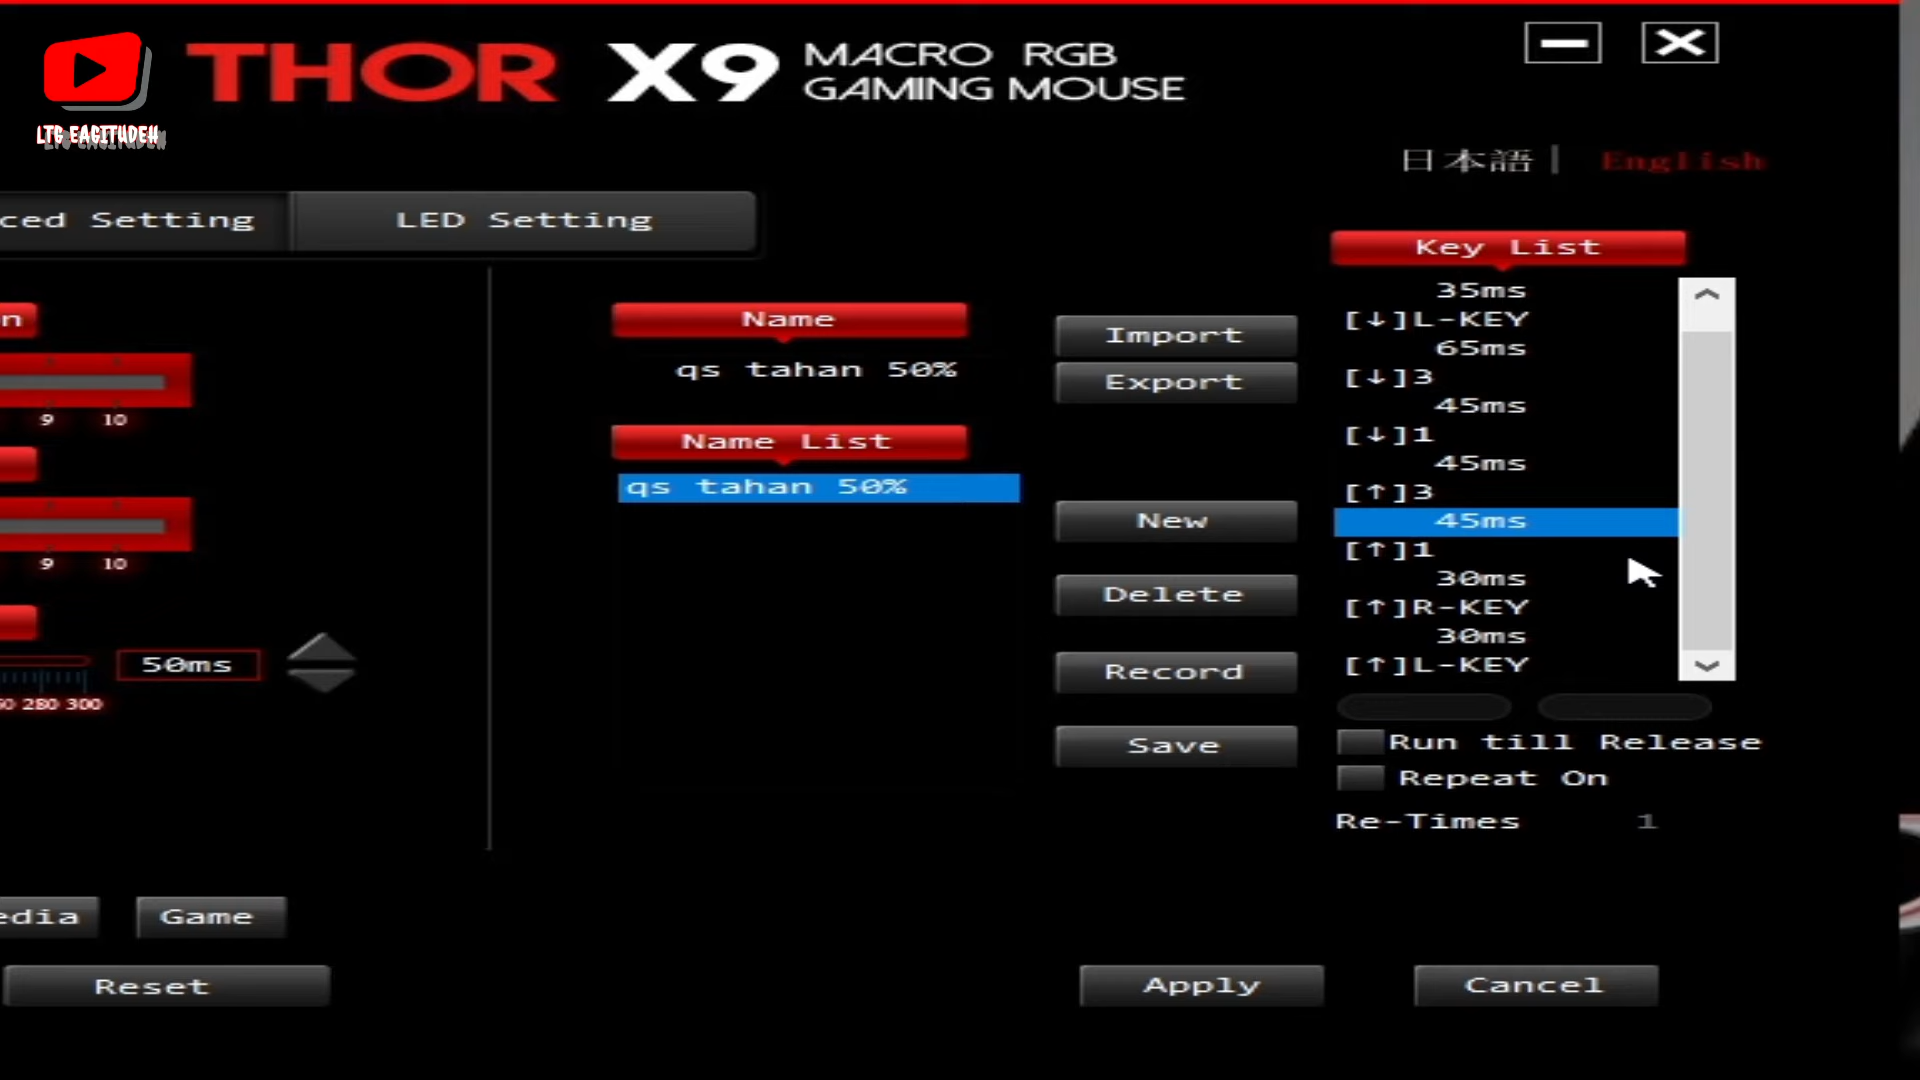 THOR X9 MACRO RGB
GAMING MOUSE
LTG EAGITUDEH
日本語 | English
ced Setting
LED Setting
Key List
35ms
[↓]L-KEY
65ms
[↓]3
45ms
[↓]1
45ms
[↑]3
45ms
[↑]1
30ms
[↑]R-KEY
30ms
[↑]L-KEY
n
Name
qs tahan 50%
Name List
qs tahan 50%
Import
Export
New
Delete
Record
Save
9 10
9 10
50ms
280 300
Run till Release
Repeat On
Re-Times 1
edia
Game
Reset
Apply
Cancel